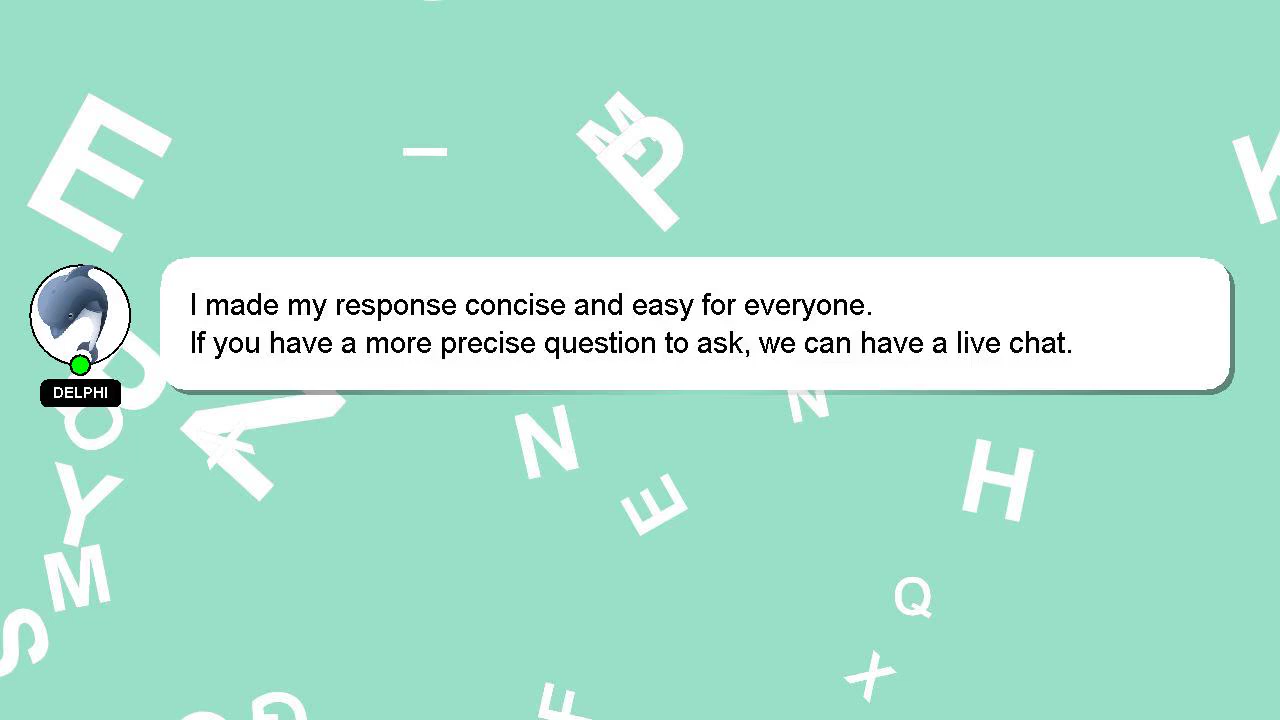 E
M
P
K
I made my response concise and easy for everyone.
If you have a more precise question to ask, we can have a live chat.
DELPHI
N
N
H
E
Y
M
Q
S
X
G
F